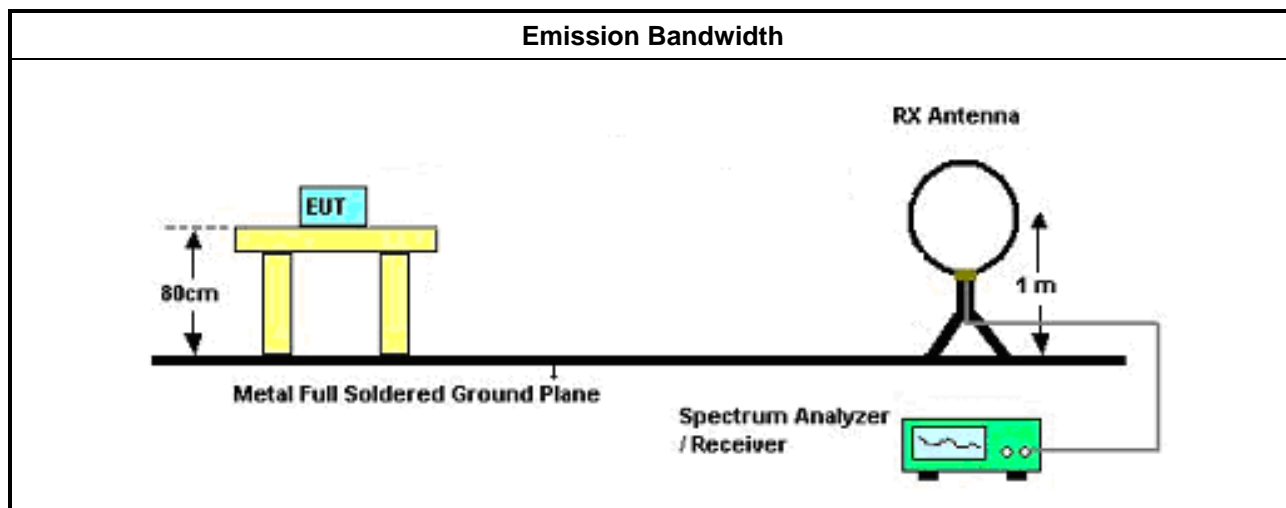 Emission Bandwidth
RX Antenna
EUT
80cm
1 m
Metal Full Soldered Ground Plane
Spectrum Analyzer
/ Receiver